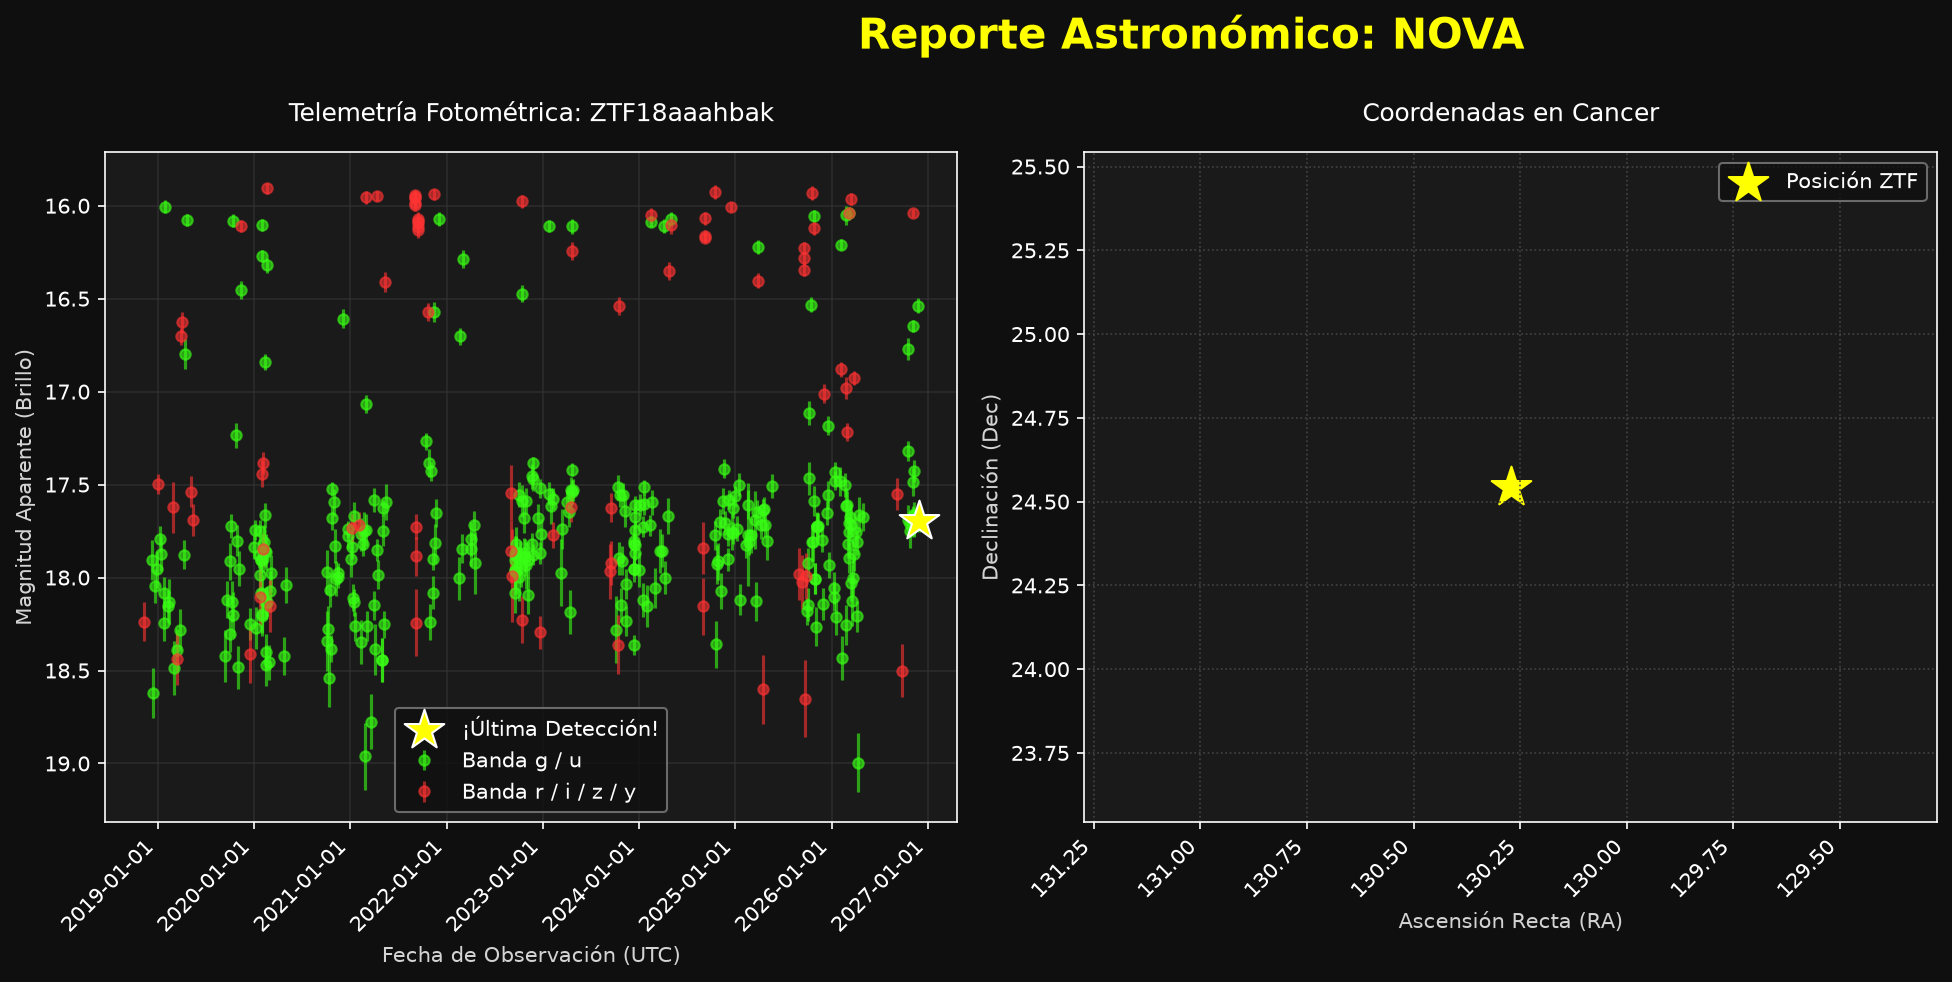 Reporte Astronómico: NOVA
Telemetría Fotométrica: ZTF18aaahbak
Magnitud Aparente (Brillo)
16.0
16.5
17.0
17.5
18.0
18.5
19.0
¡Última Detección!
Banda g / u
Banda r / i / z / y
2019-01-01
2020-01-01
2021-01-01
2022-01-01
2023-01-01
2024-01-01
2025-01-01
2026-01-01
2027-01-01
Fecha de Observación (UTC)
Coordenadas en Cancer
Declinación (Dec)
25.50
25.25
25.00
24.75
24.50
24.25
24.00
23.75
Posición ZTF
131.25
131.00
130.75
130.50
130.25
130.00
129.75
129.50
Ascensión Recta (RA)